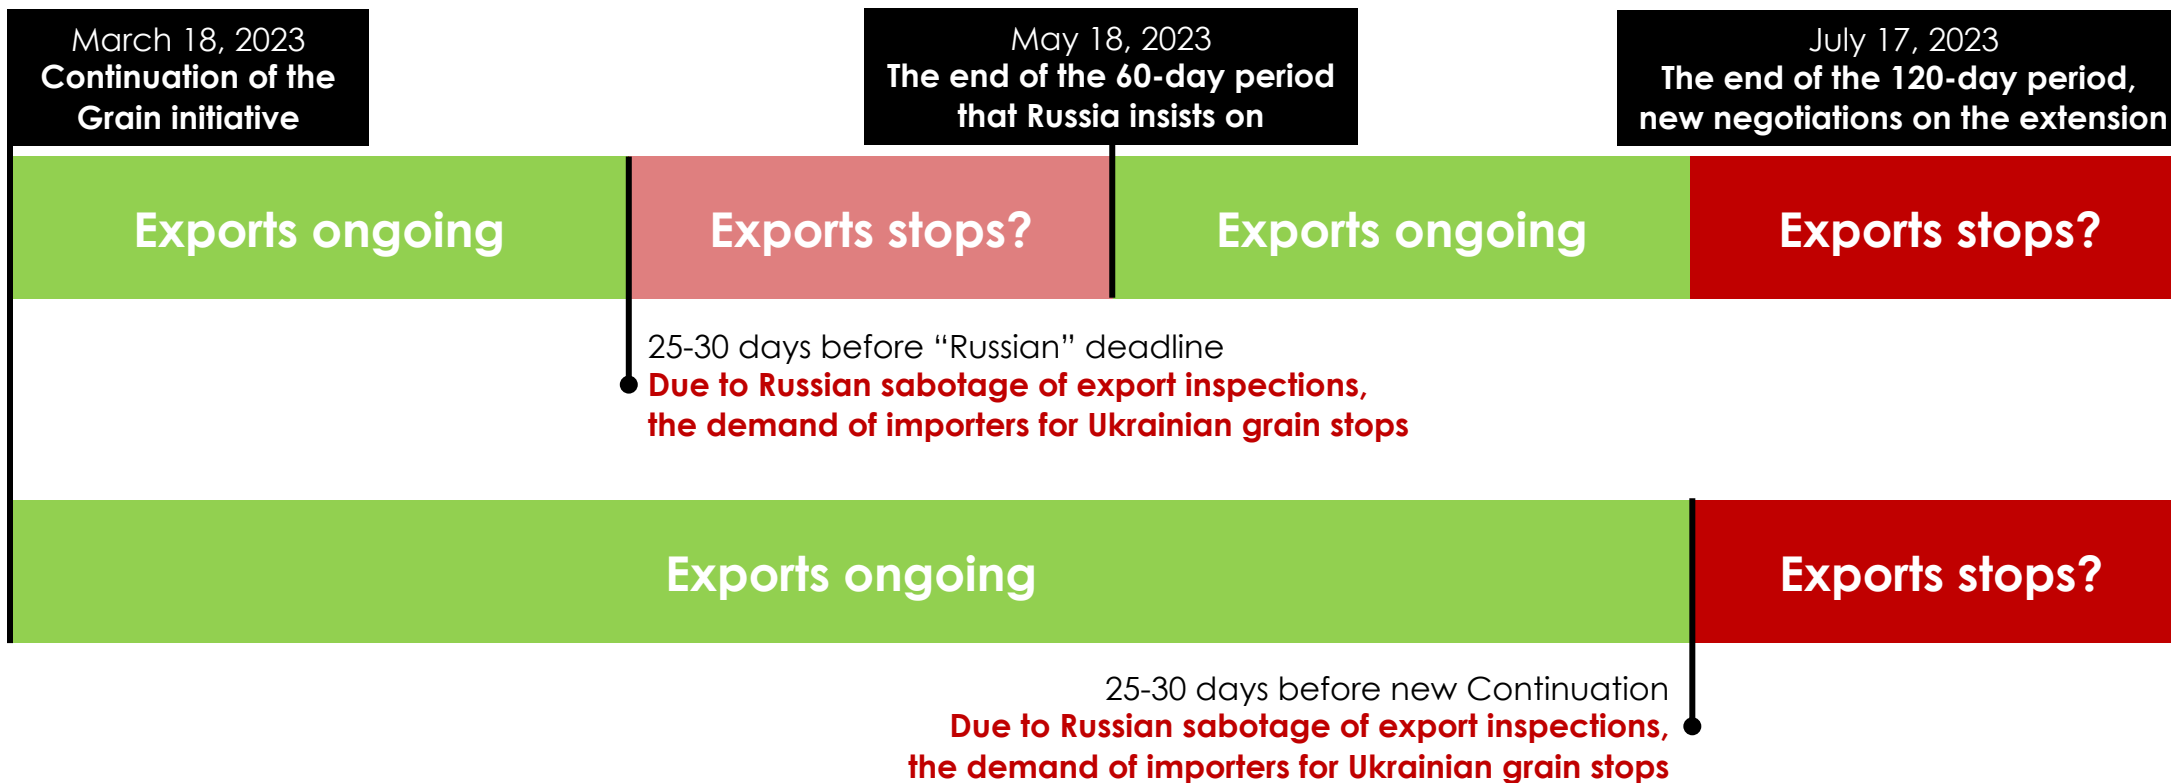 March 18, 2023
Continuation of the
Grain initiative
May 18, 2023
The end of the 60-day period
that Russia insists on
July 17, 2023
The end of the 120-day period,
new negotiations on the extension
Exports ongoing
Exports stops?
Exports ongoing
Exports stops?
25-30 days before “Russian” deadline
Due to Russian sabotage of export inspections,
the demand of importers for Ukrainian grain stops
Exports ongoing
Exports stops?
25-30 days before new Continuation
Due to Russian sabotage of export inspections,
the demand of importers for Ukrainian grain stops